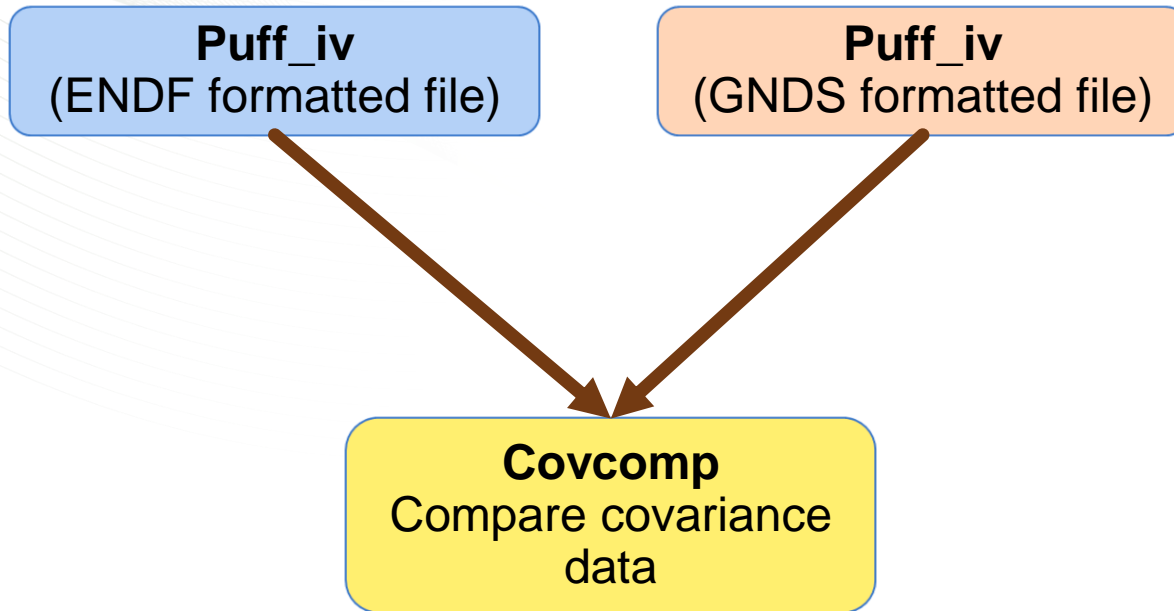 Puff_iv
(ENDF formatted file)
Puff_iv
(GNDS formatted file)
Covcomp
Compare covariance
data